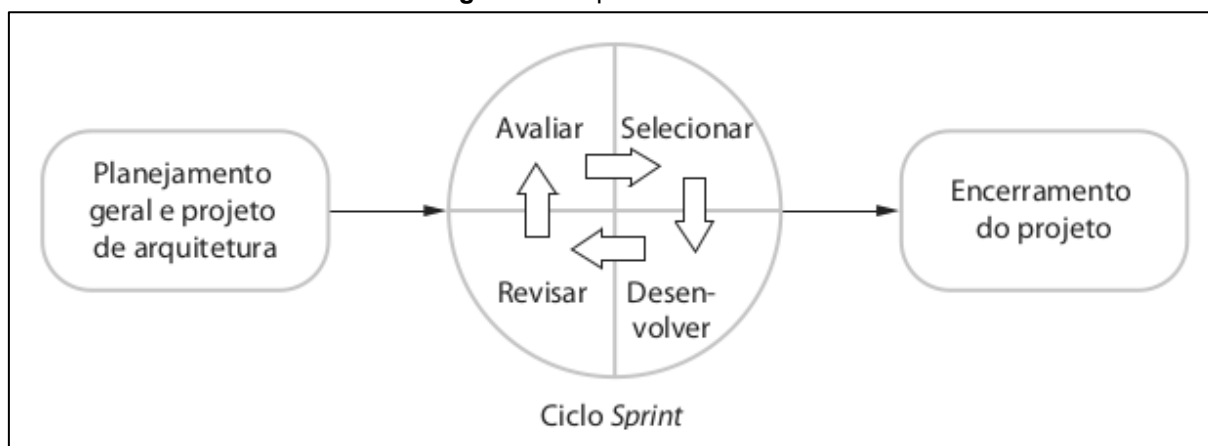 Planejamento
geral e projeto
de arquitetura
Avaliar
Selecionar
Revisar
Desen-
volver
Encerramento
do projeto
Ciclo Sprint